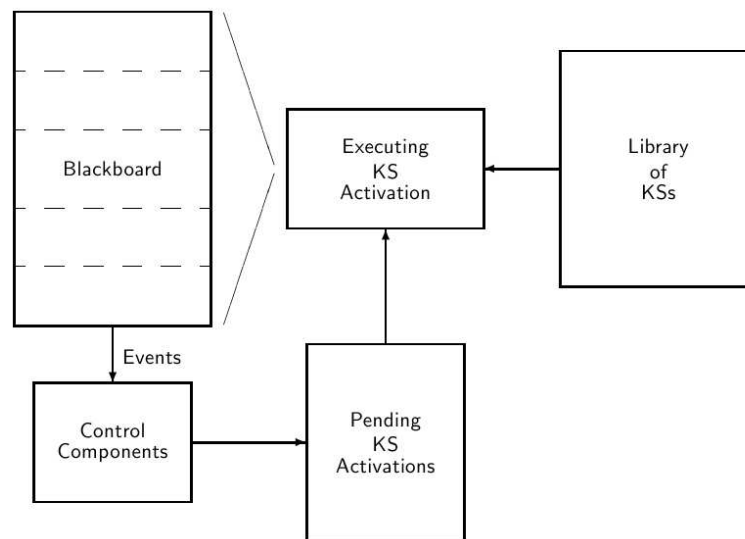 Blackboard
Executing
KS
Activation
Library
of
KSs
Events
Control
Components
Pending
KS
Activations